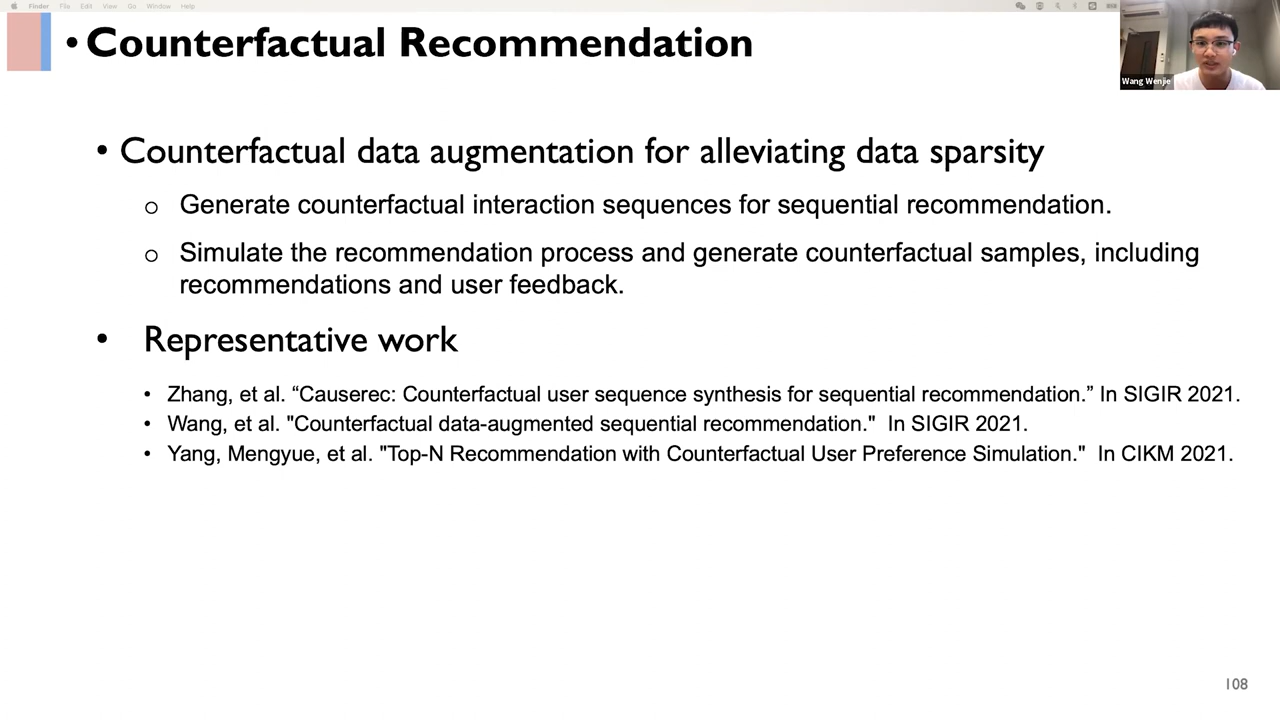 Finder File Edit View Go Window Help
• Counterfactual Recommendation
Wang Wenjie
• Counterfactual data augmentation for alleviating data sparsity
o Generate counterfactual interaction sequences for sequential recommendation.
o Simulate the recommendation process and generate counterfactual samples, including
recommendations and user feedback.
• Representative work
• Zhang, et al. “Causerec: Counterfactual user sequence synthesis for sequential recommendation.” In SIGIR 2021.
• Wang, et al. "Counterfactual data-augmented sequential recommendation." In SIGIR 2021.
• Yang, Mengyue, et al. "Top-N Recommendation with Counterfactual User Preference Simulation." In CIKM 2021.
108